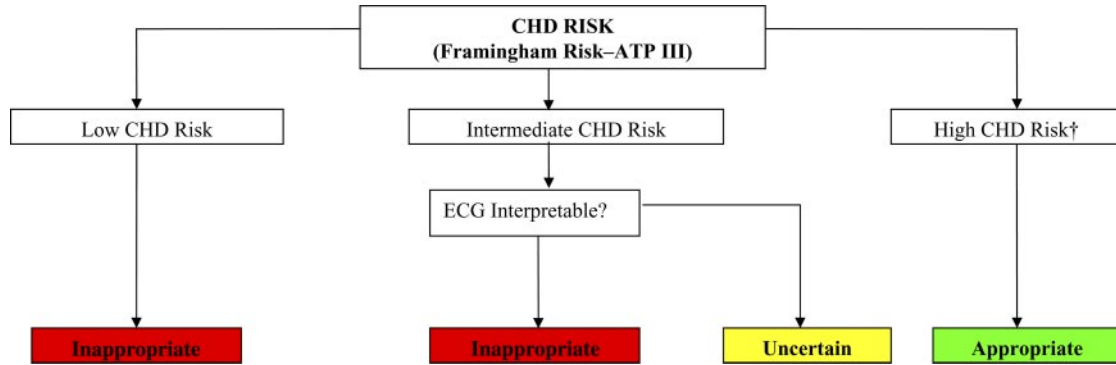 CHD RISK
(Framingham Risk–ATP III)
Low CHD Risk
Intermediate CHD Risk
High CHD Risk†
ECG Interpretable?
Inappropriate
Inappropriate
Uncertain
Appropriate